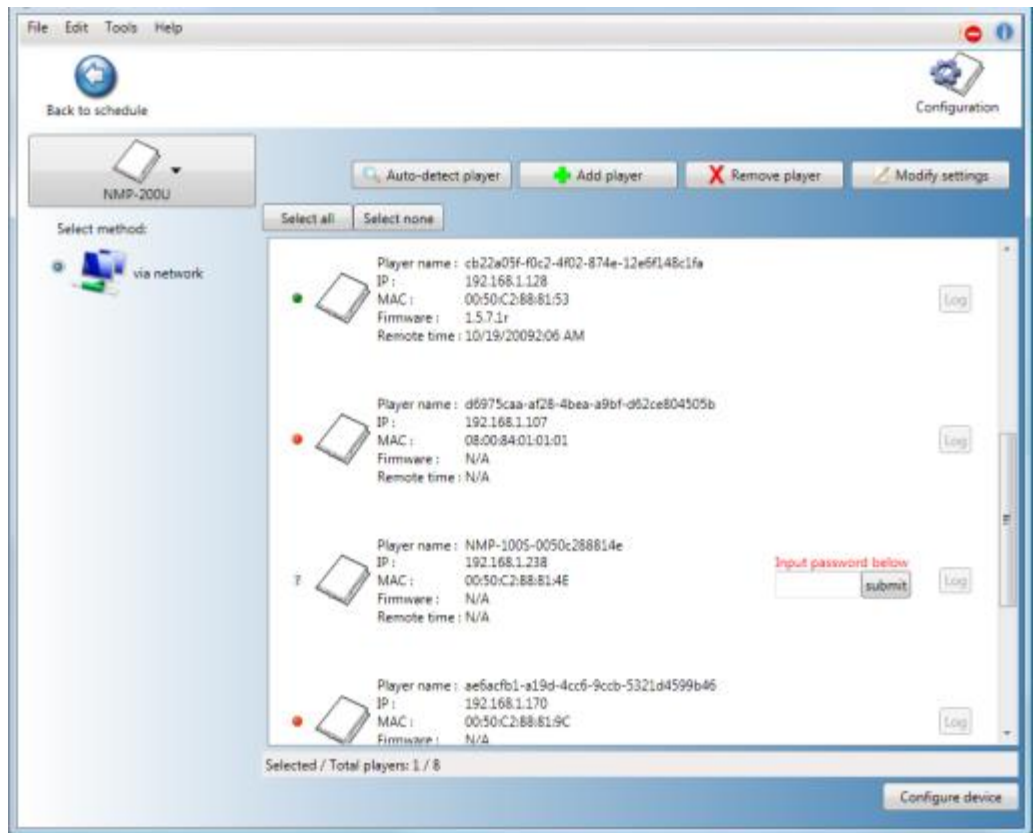 File Edit Tools Help
Back to schedule
Configuration
NMP-200U
Auto-detect player
Add player
X Remove player
Modify settings
Select method:
via network
Select all
Select none
Player name : cb22a05f-f0c2-4f02-874e-12e6f148c1fa
IP : 192.168.1.128
MAC : 00:50:C2:88:81:53
Firmware : 1.5.7.1r
Remote time : 10/19/20092:06 AM
Log
Player name : d6975caa-af28-4bea-a9bf-d62ce804505b
IP : 192.168.1.107
MAC : 08:00:84:01:01:01
Firmware : N/A
Remote time : N/A
Log
?
Player name : NMP-100S-0050c288814e
IP : 192.168.1.238
MAC : 00:50:C2:88:81:4E
Firmware : N/A
Remote time : N/A
Input password below
submit
Log
Player name : ae6acfb1-a19d-4cc6-9ccb-5321d4599b46
IP : 192.168.1.170
MAC : 00:50:C2:88:81:9C
Firmware : N/A
Log
Selected / Total players: 1 / 8
Configure device